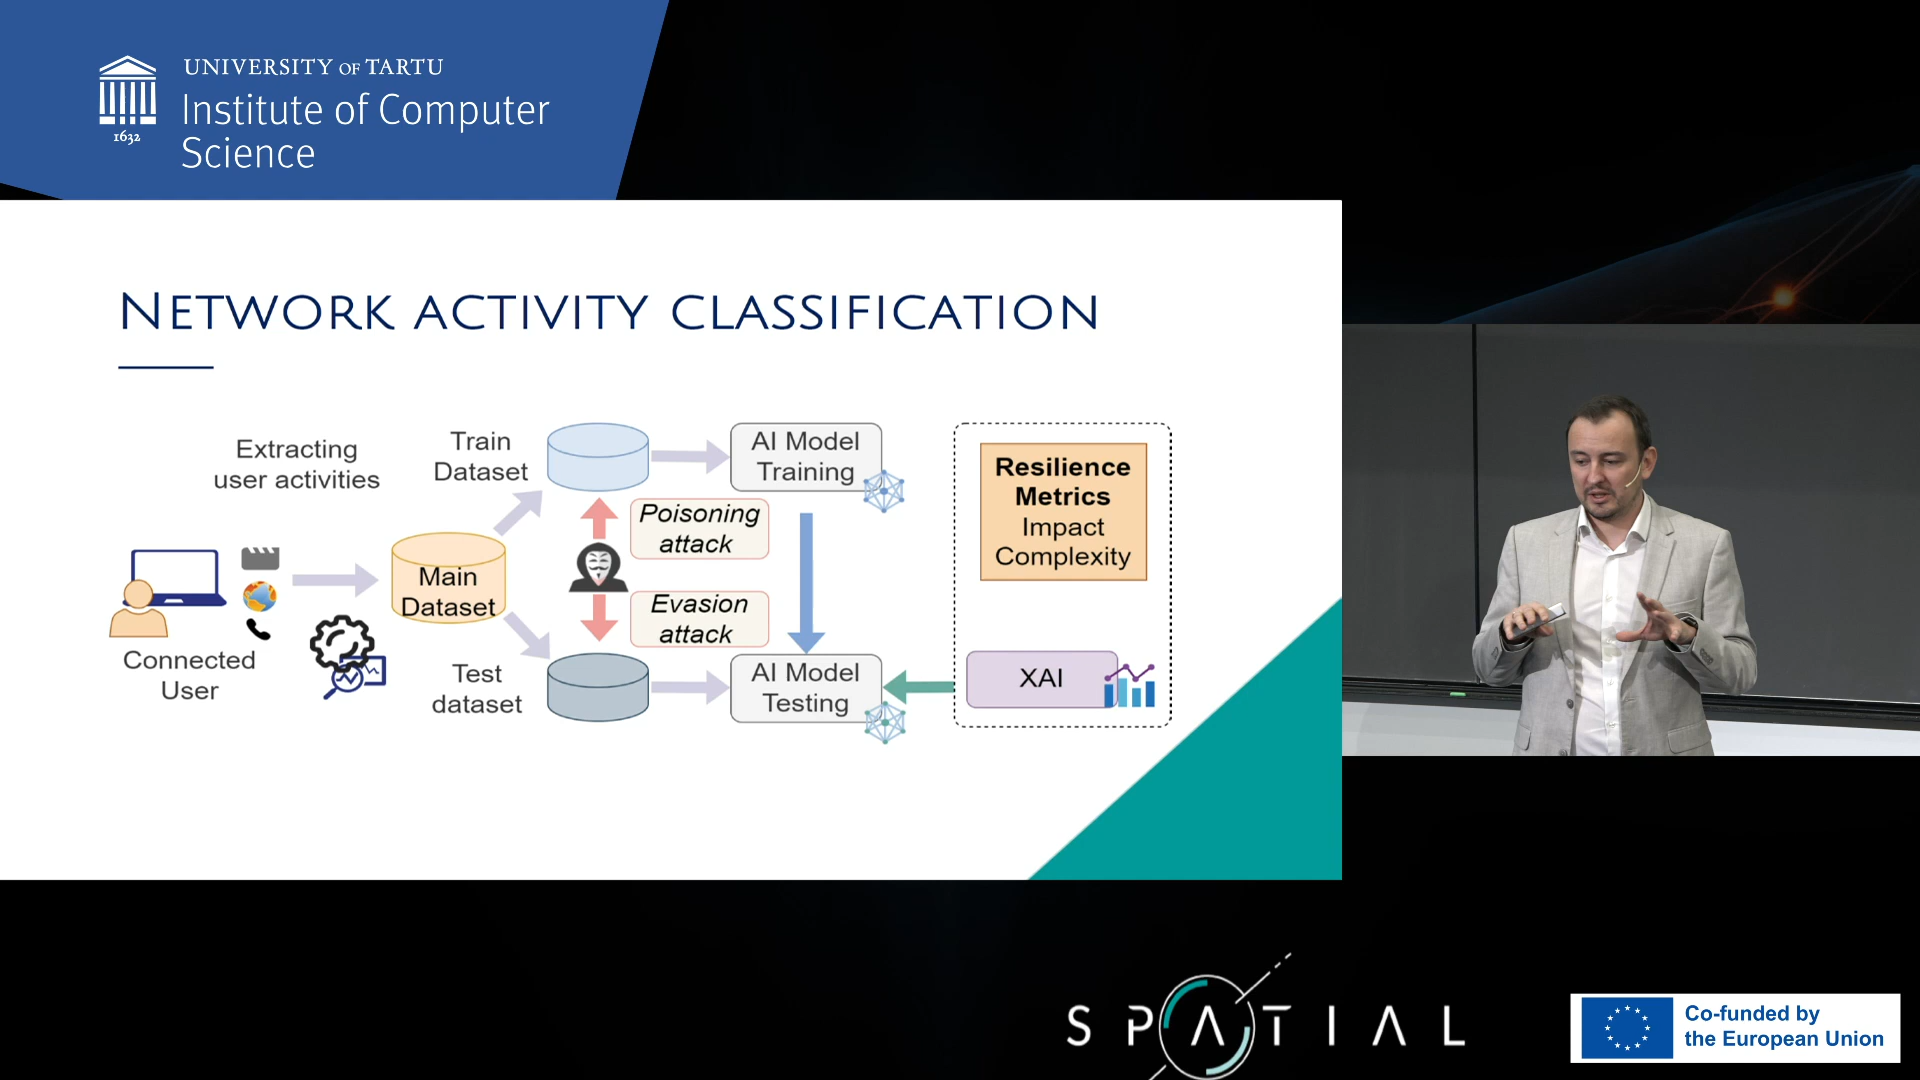 UNIVERSITY OF TARTU
Institute of Computer
Science
1632
NETWORK ACTIVITY CLASSIFICATION
Extracting
user activities
Train
Dataset
AI Model
Training
Resilience
Metrics
Impact
Complexity
Poisoning
attack
Main
Dataset
Evasion
attack
Connected
User
Test
dataset
AI Model
Testing
XAI
SPATIAL
Co-funded by
the European Union